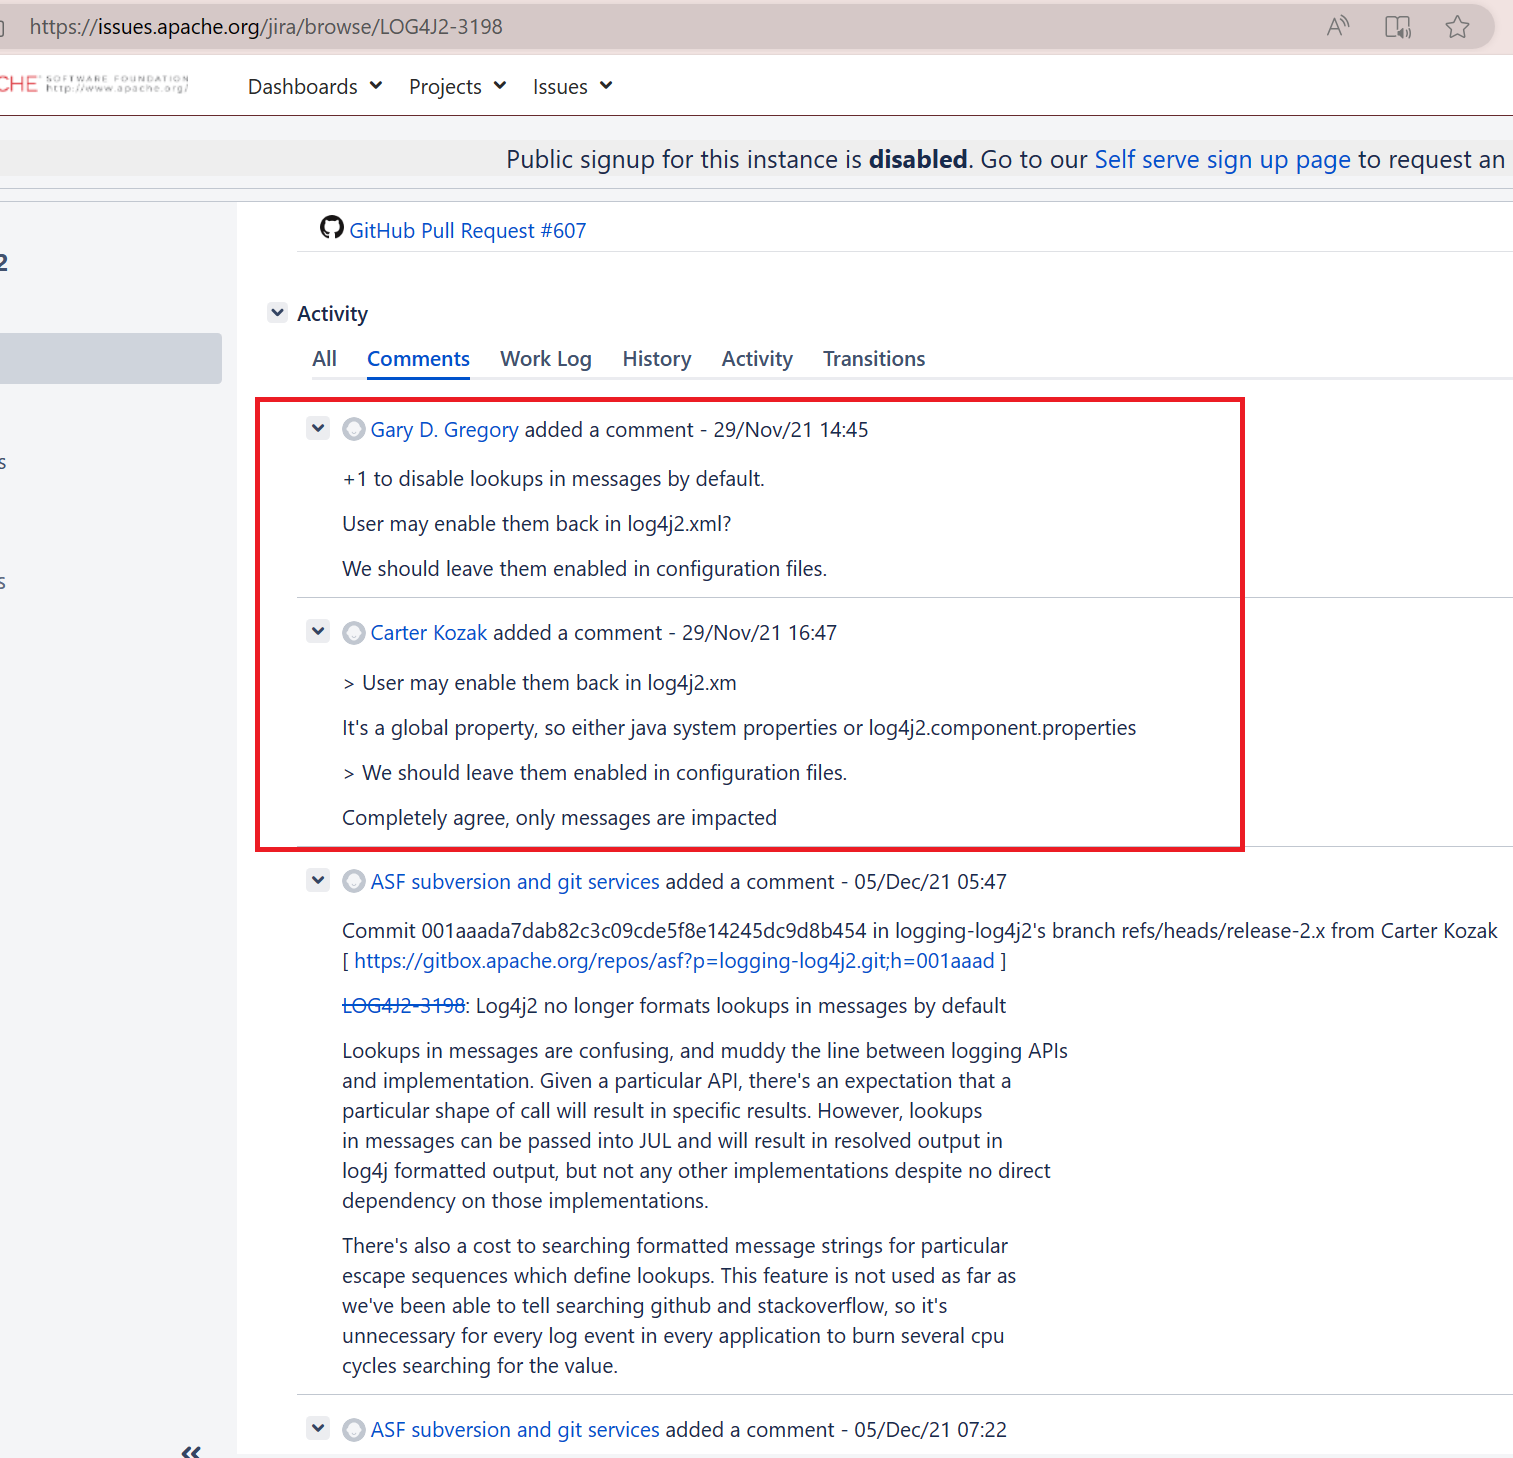 https://issues.apache.org/jira/browse/LOG4J2-3198
CHE SOFTWARE FOUNDATION
http://www.apache.org/
Dashboards Projects Issues
Public signup for this instance is disabled. Go to our Self serve sign up page to request an
2
GitHub Pull Request #607
Activity
All Comments Work Log History Activity Transitions
Gary D. Gregory added a comment - 29/Nov/21 14:45
s
+1 to disable lookups in messages by default.
User may enable them back in log4j2.xml?
We should leave them enabled in configuration files.
s
Carter Kozak added a comment - 29/Nov/21 16:47
> User may enable them back in log4j2.xm
It's a global property, so either java system properties or log4j2.component.properties
> We should leave them enabled in configuration files.
Completely agree, only messages are impacted
ASF subversion and git services added a comment - 05/Dec/21 05:47
Commit 001aaada7dab82c3c09cde5f8e14245dc9d8b454 in logging-log4j2's branch refs/heads/release-2.x from Carter Kozak
[ https://gitbox.apache.org/repos/asf?p=logging-log4j2.git;h=001aaad ]
LOG4J2-3198: Log4j2 no longer formats lookups in messages by default
Lookups in messages are confusing, and muddy the line between logging APIs
and implementation. Given a particular API, there's an expectation that a
particular shape of call will result in specific results. However, lookups
in messages can be passed into JUL and will result in resolved output in
log4j formatted output, but not any other implementations despite no direct
dependency on those implementations.
There's also a cost to searching formatted message strings for particular
escape sequences which define lookups. This feature is not used as far as
we've been able to tell searching github and stackoverflow, so it's
unnecessary for every log event in every application to burn several cpu
cycles searching for the value.
ASF subversion and git services added a comment - 05/Dec/21 07:22